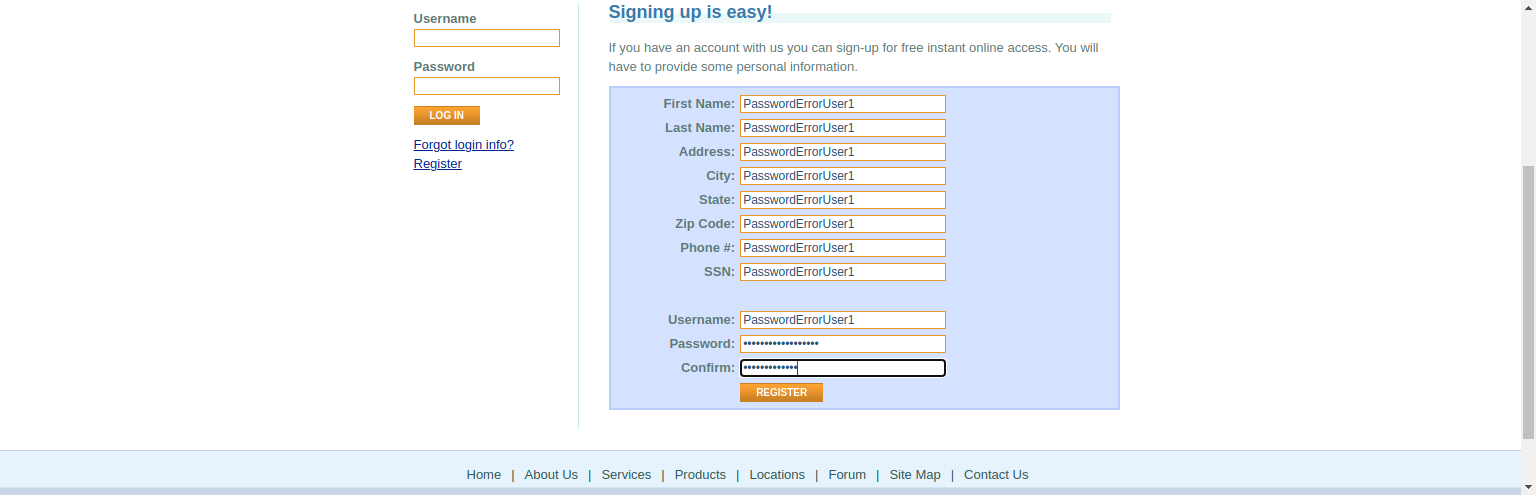 Username
Password
LOG IN
Forgot login info?
Register
Signing up is easy!
If you have an account with us you can sign-up for free instant online access. You will
have to provide some personal information.
First Name: PasswordErrorUser1
Last Name: PasswordErrorUser1
Address: PasswordErrorUser1
City: PasswordErrorUser1
State: PasswordErrorUser1
Zip Code: PasswordErrorUser1
Phone #: PasswordErrorUser1
SSN: PasswordErrorUser1
Username: PasswordErrorUser1
Password: ••••••••••••••••••
Confirm: •••••••••••••
REGISTER
Home | About Us | Services | Products | Locations | Forum | Site Map | Contact Us